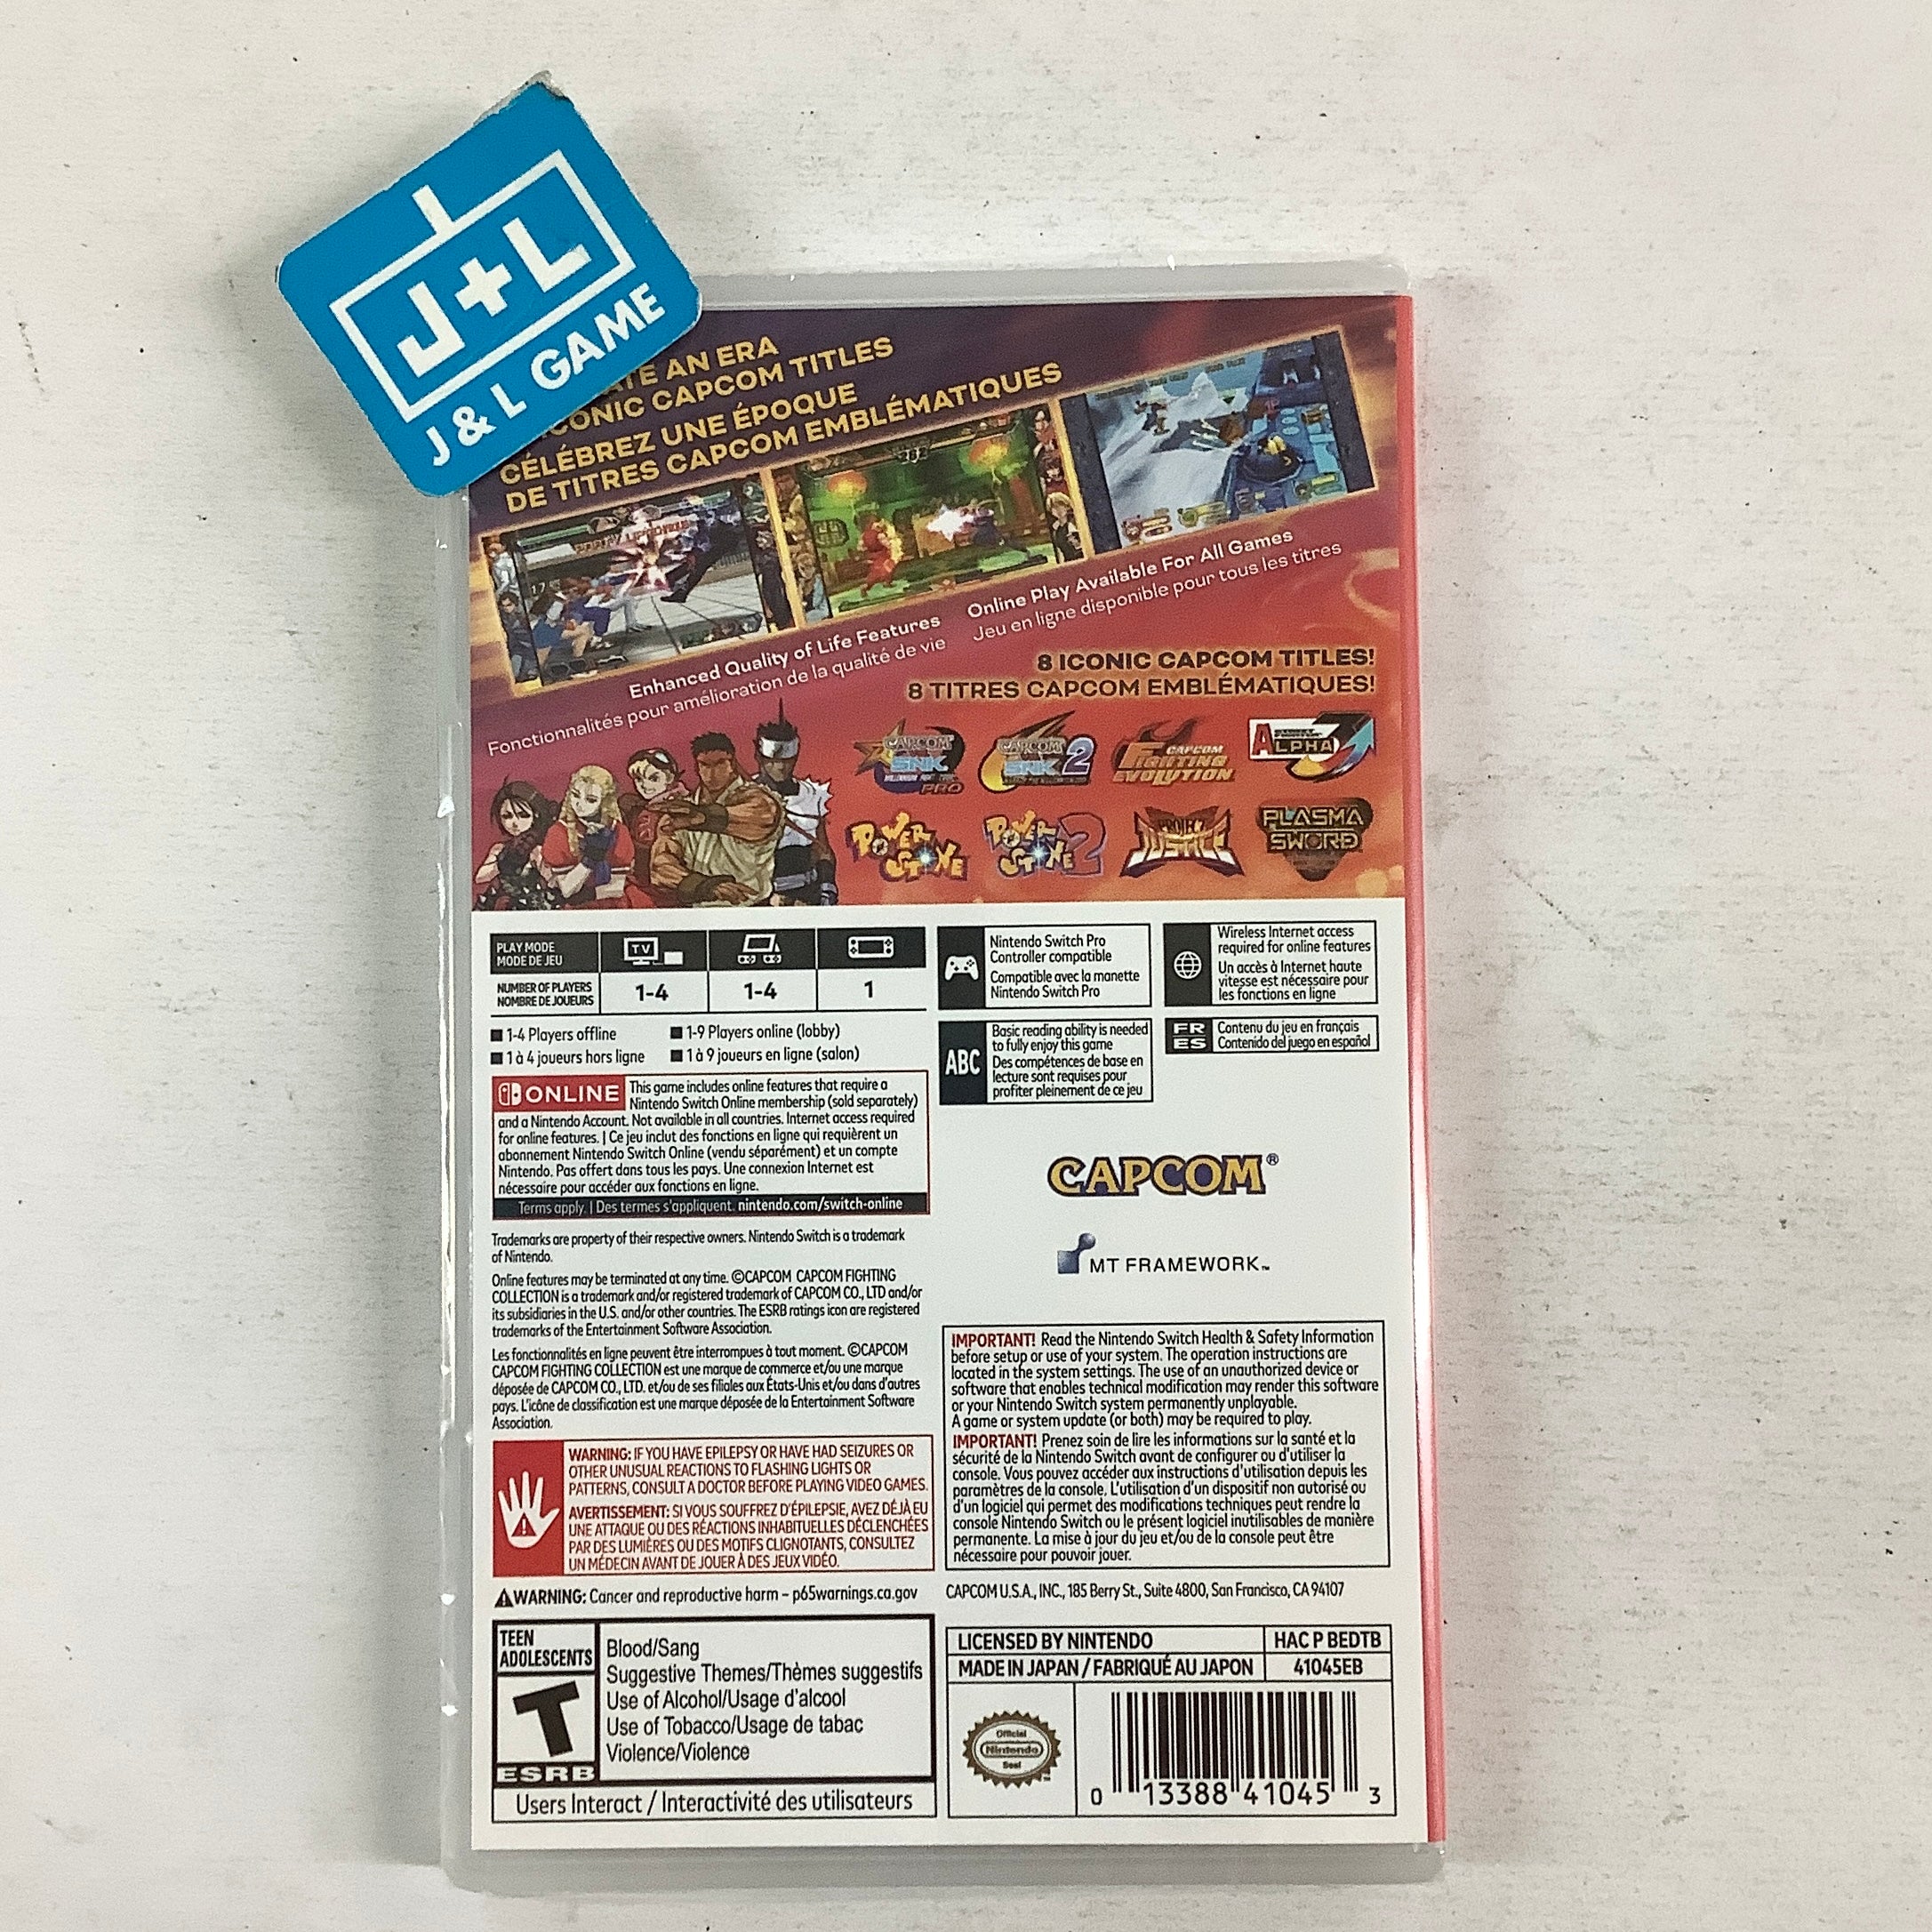 J+L
J & L GAME
ATE AN ERA
ICONIC CAPCOM TITLES
CÉLÉBREZ UNE ÉPOQUE
DE TITRES CAPCOM EMBLÉMATIQUES
Enhanced Quality of Life Features
Fonctionnalités pour amélioration de la qualité de vie
Online Play Available For All Games
Jeu en ligne disponible pour tous les titres
8 ICONIC CAPCOM TITLES!
8 TITRES CAPCOM EMBLÉMATIQUES!
CAPCOM
SNK
PRO
CAPCOM
SNK 2
CAPCOM
FIGHTING
EVOLUTION
ALPHA 3
POWER
STONE
POWER
STONE 2
PROJECT
JUSTICE
PLASMA
SWORD
PLAY MODE
MODE DE JEU
TV
NUMBER OF PLAYERS
NOMBRE DE JOUEURS
1-4
1-4
1
1-4 Players offline
1-9 Players online (lobby)
1 à 4 joueurs hors ligne
1 à 9 joueurs en ligne (salon)
Nintendo Switch Pro
Controller compatible
Compatible avec la manette
Nintendo Switch Pro
Wireless Internet access
required for online features
Un accès à Internet haute
vitesse est nécessaire pour
les fonctions en ligne
ABC
Basic reading ability is needed
to fully enjoy this game
Des compétences de base en
lecture sont requises pour
profiter pleinement de ce jeu
FR
ES
Contenu du jeu en français
Contenido del juego en español
ONLINE
This game includes online features that require a
Nintendo Switch Online membership (sold separately)
and a Nintendo Account. Not available in all countries. Internet access required
for online features. | Ce jeu inclut des fonctions en ligne qui requièrent un
abonnement Nintendo Switch Online (vendu séparément) et un compte
Nintendo. Pas offert dans tous les pays. Une connexion Internet est
nécessaire pour accéder aux fonctions en ligne.
Terms apply. | Des termes s'appliquent. nintendo.com/switch-online
CAPCOM®
MT FRAMEWORK™
Trademarks are property of their respective owners. Nintendo Switch is a trademark
of Nintendo.
Online features may be terminated at any time. ©CAPCOM CAPCOM FIGHTING
COLLECTION is a trademark and/or registered trademark of CAPCOM CO., LTD and/or
its subsidiaries in the U.S. and/or other countries. The ESRB ratings icon are registered
trademarks of the Entertainment Software Association.
Les fonctionnalités en ligne peuvent être interrompues à tout moment. ©CAPCOM
CAPCOM FIGHTING COLLECTION est une marque de commerce et/ou une marque
déposée de CAPCOM CO., LTD. et/ou de ses filiales aux États-Unis et/ou dans d'autres
pays. L'icône de classification est une marque déposée de la Entertainment Software
Association.
IMPORTANT! Read the Nintendo Switch Health & Safety Information
before setup or use of your system. The operation instructions are
located in the system settings. The use of an unauthorized device or
software that enables technical modification may render this software
or your Nintendo Switch system permanently unplayable.
A game or system update (or both) may be required to play.
IMPORTANT! Prenez soin de lire les informations sur la santé et la
sécurité de la Nintendo Switch avant de configurer ou d'utiliser la
console. Vous pouvez accéder aux instructions d'utilisation depuis les
paramètres de la console. L'utilisation d'un dispositif non autorisé ou
d'un logiciel qui permet des modifications techniques peut rendre la
console Nintendo Switch ou le présent logiciel inutilisables de manière
permanente. La mise à jour du jeu et/ou de la console peut être
nécessaire pour pouvoir jouer.
WARNING: IF YOU HAVE EPILEPSY OR HAVE HAD SEIZURES OR
OTHER UNUSUAL REACTIONS TO FLASHING LIGHTS OR
PATTERNS, CONSULT A DOCTOR BEFORE PLAYING VIDEO GAMES.
AVERTISSEMENT: SI VOUS SOUFFREZ D'ÉPILEPSIE, AVEZ DÉJÀ EU
UNE ATTAQUE OU DES RÉACTIONS INHABITUELLES DÉCLENCHÉES
PAR DES LUMIÈRES OU DES MOTIFS CLIGNOTANTS, CONSULTEZ
UN MÉDECIN AVANT DE JOUER À DES JEUX VIDÉO.
⚠WARNING: Cancer and reproductive harm – p65warnings.ca.gov
CAPCOM U.S.A., INC., 185 Berry St., Suite 4800, San Francisco, CA 94107
TEEN
ADOLESCENTS
T
ESRB
Blood/Sang
Suggestive Themes/Thèmes suggestifs
Use of Alcohol/Usage d'alcool
Use of Tobacco/Usage de tabac
Violence/Violence
Users Interact / Interactivité des utilisateurs
LICENSED BY NINTENDO
HAC P BEDTB
MADE IN JAPAN / FABRIQUÉ AU JAPON
41045EB
Official
Nintendo
Seal
0 13388 41045 3